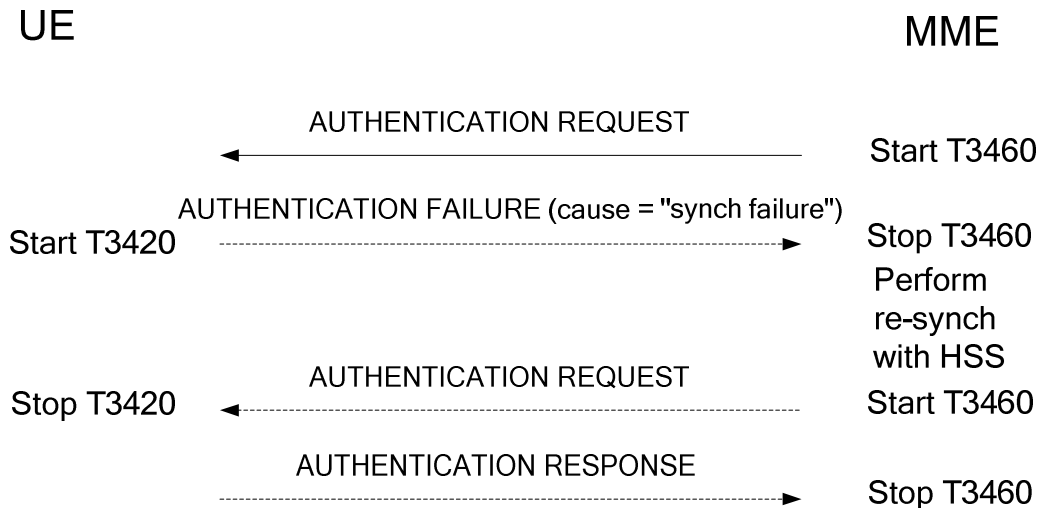 UE
MME
AUTHENTICATION REQUEST
Start T3460
AUTHENTICATION FAILURE (cause = "synch failure")
Start T3420
Stop T3460
Perform
re-synch
with HSS
AUTHENTICATION REQUEST
Stop T3420
Start T3460
AUTHENTICATION RESPONSE
Stop T3460